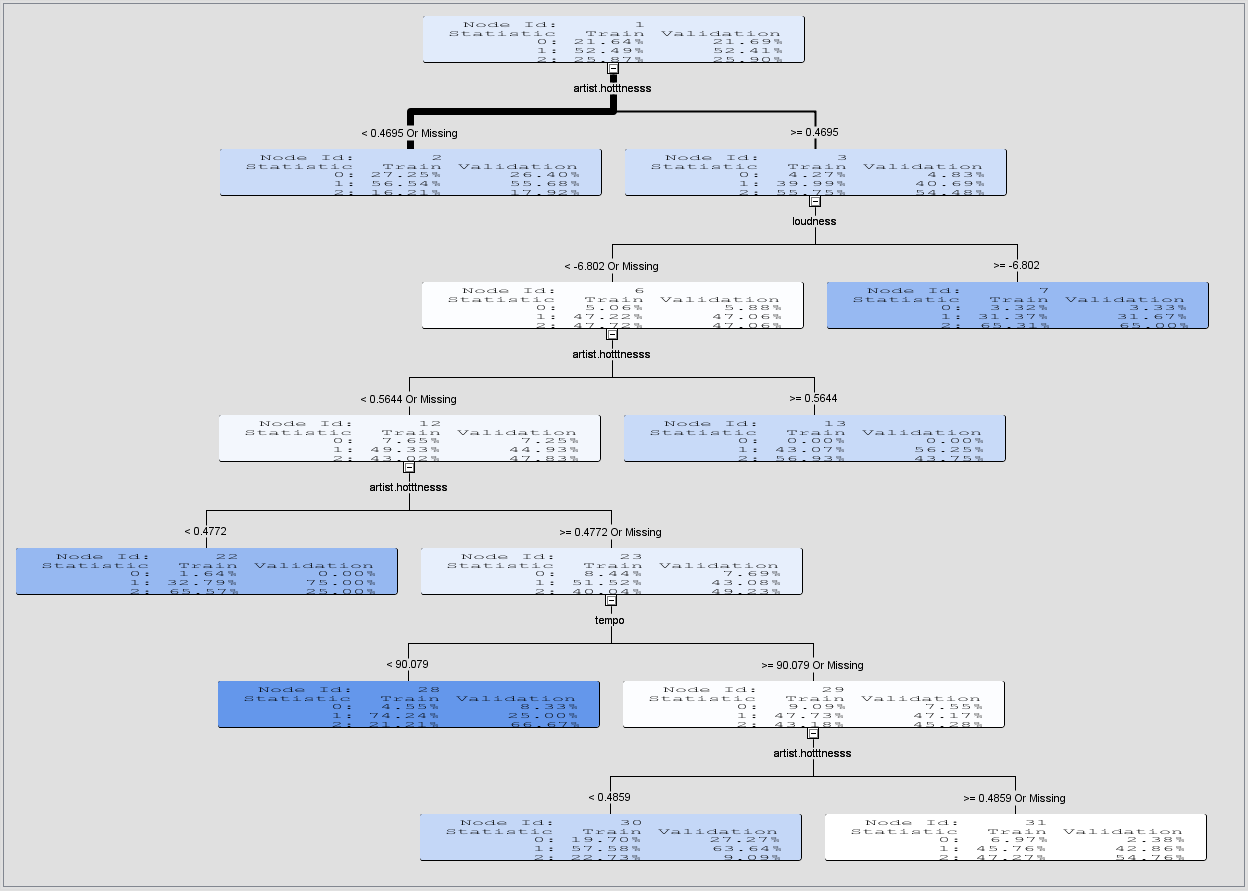 Node Id: 1
Statistic Train Validation
0: 21.64% 21.69%
1: 52.49% 52.41%
2: 25.87% 25.90%
artist.hotttnesss
< 0.4695 Or Missing >= 0.4695
Node Id: 2
Statistic Train Validation
0: 27.25% 26.40%
1: 56.54% 55.68%
2: 16.21% 17.92%
Node Id: 3
Statistic Train Validation
0: 4.27% 4.83%
1: 39.99% 40.69%
2: 55.75% 54.48%
loudness
< -6.802 Or Missing >= -6.802
Node Id: 6
Statistic Train Validation
0: 5.06% 5.88%
1: 47.22% 47.06%
2: 47.72% 47.06%
Node Id: 7
Statistic Train Validation
0: 3.32% 3.33%
1: 31.37% 31.67%
2: 65.31% 65.00%
artist.hotttnesss
< 0.5644 Or Missing >= 0.5644
Node Id: 12
Statistic Train Validation
0: 7.65% 7.25%
1: 49.33% 44.93%
2: 43.02% 47.83%
Node Id: 13
Statistic Train Validation
0: 0.00% 0.00%
1: 43.07% 56.25%
2: 56.93% 43.75%
artist.hotttnesss
< 0.4772 >= 0.4772 Or Missing
Node Id: 22
Statistic Train Validation
0: 1.64% 0.00%
1: 32.79% 75.00%
2: 65.57% 25.00%
Node Id: 23
Statistic Train Validation
0: 8.44% 7.69%
1: 51.52% 43.08%
2: 40.04% 49.23%
tempo
< 90.079 >= 90.079 Or Missing
Node Id: 28
Statistic Train Validation
0: 4.55% 8.33%
1: 74.24% 25.00%
2: 21.21% 66.67%
Node Id: 29
Statistic Train Validation
0: 9.09% 7.55%
1: 47.73% 47.17%
2: 43.18% 45.28%
artist.hotttnesss
< 0.4859 >= 0.4859 Or Missing
Node Id: 30
Statistic Train Validation
0: 19.70% 27.27%
1: 57.58% 63.64%
2: 22.73% 9.09%
Node Id: 31
Statistic Train Validation
0: 6.97% 2.38%
1: 45.76% 42.86%
2: 47.27% 54.76%